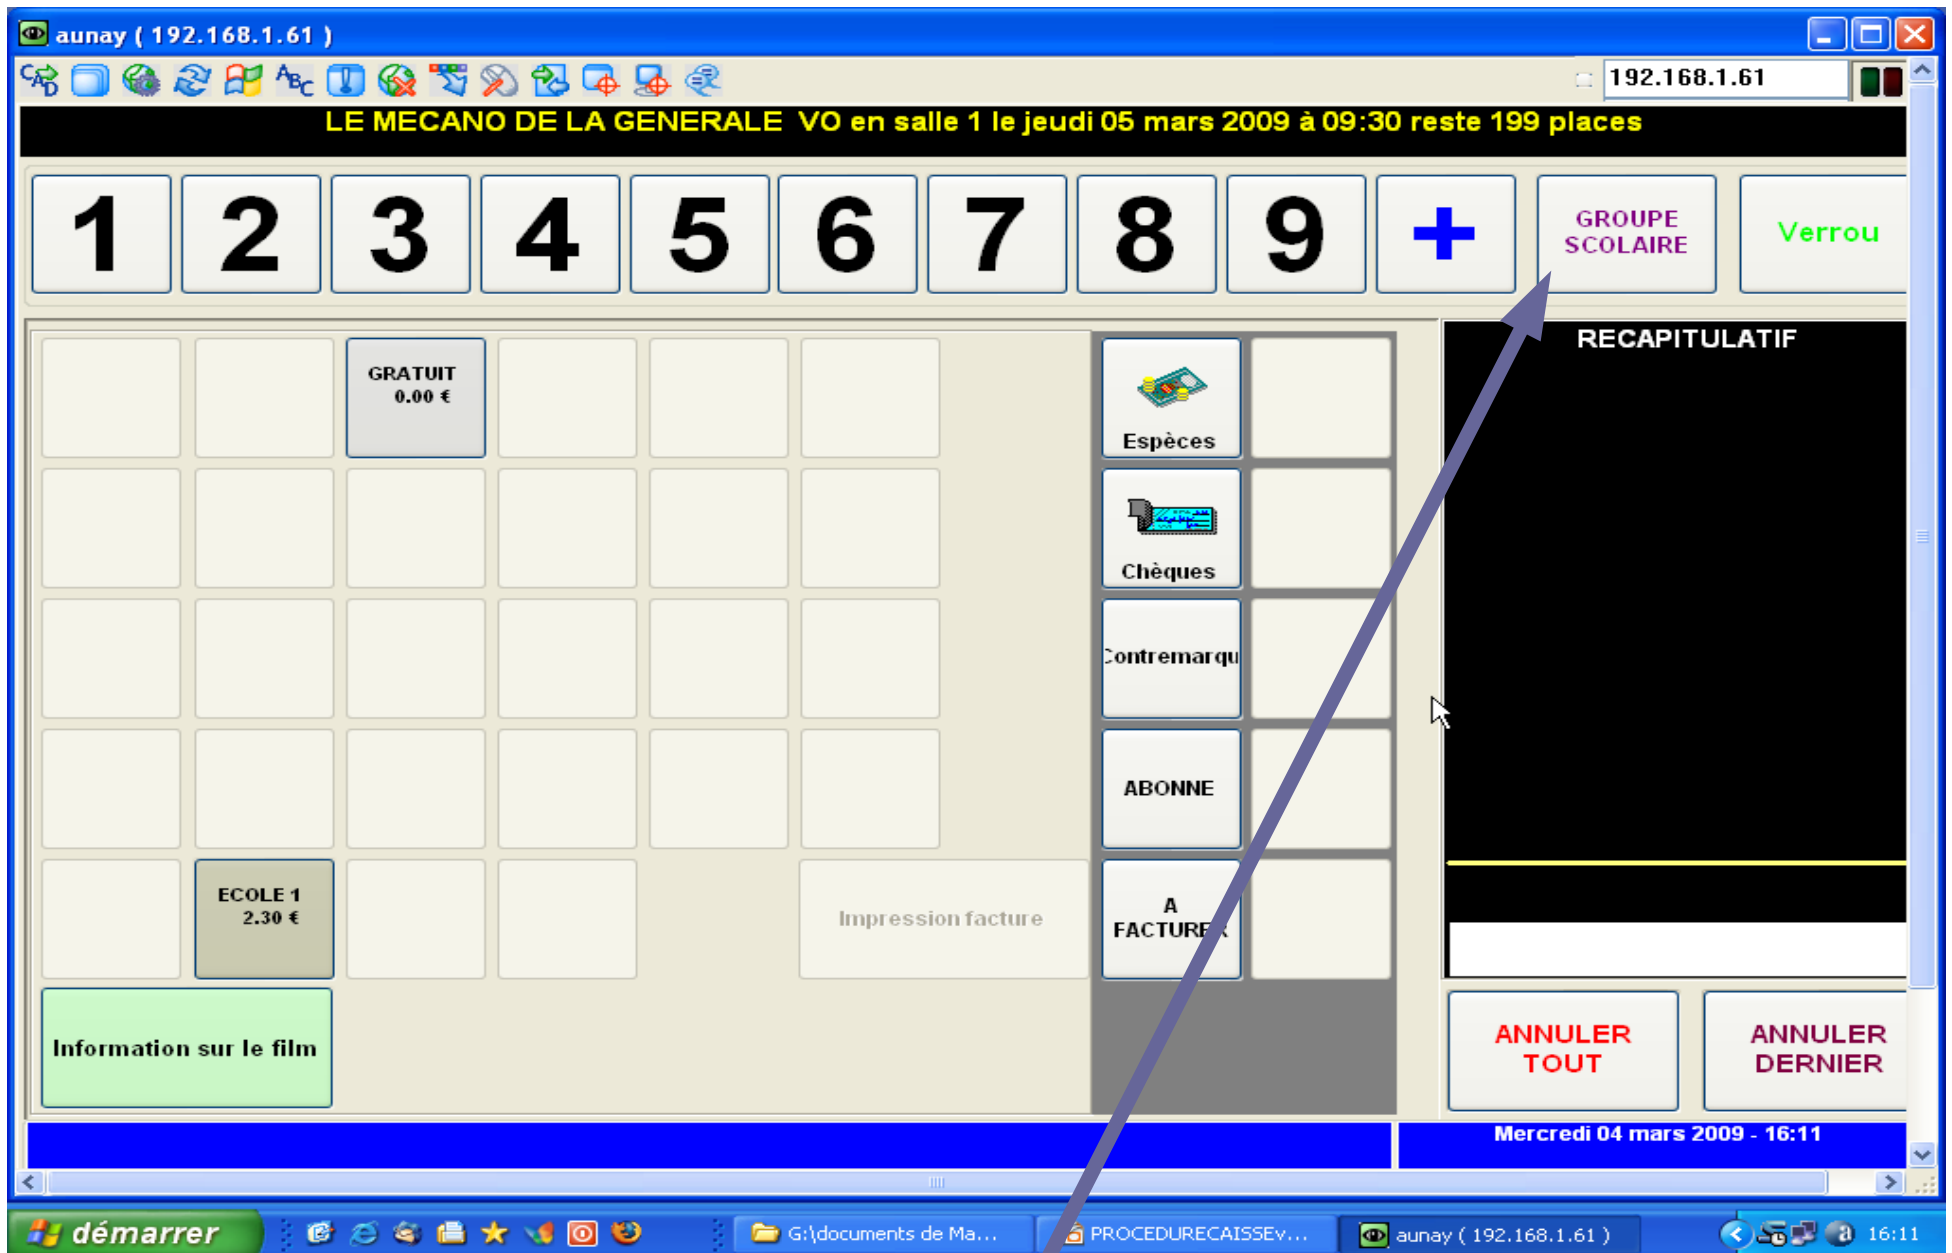 aunay ( 192.168.1.61 )
192.168.1.61
LE MECANO DE LA GENERALE VO en salle 1 le jeudi 05 mars 2009 à 09:30 reste 199 places
1 2 3 4 5 6 7 8 9 +
GROUPE
SCOLAIRE
Verrou
GRATUIT
0.00 €
Espèces
RECAPITULATIF
Chèques
Contremarqu
ABONNE
ECOLE 1
2.30 €
Impression facture
A
FACTURER
Information sur le film
ANNULER
TOUT
ANNULER
DERNIER
Mercredi 04 mars 2009 - 16:11
démarrer
G:\documents de Ma...
PROCEDURECAISSEv...
aunay ( 192.168.1.61 )
16:11